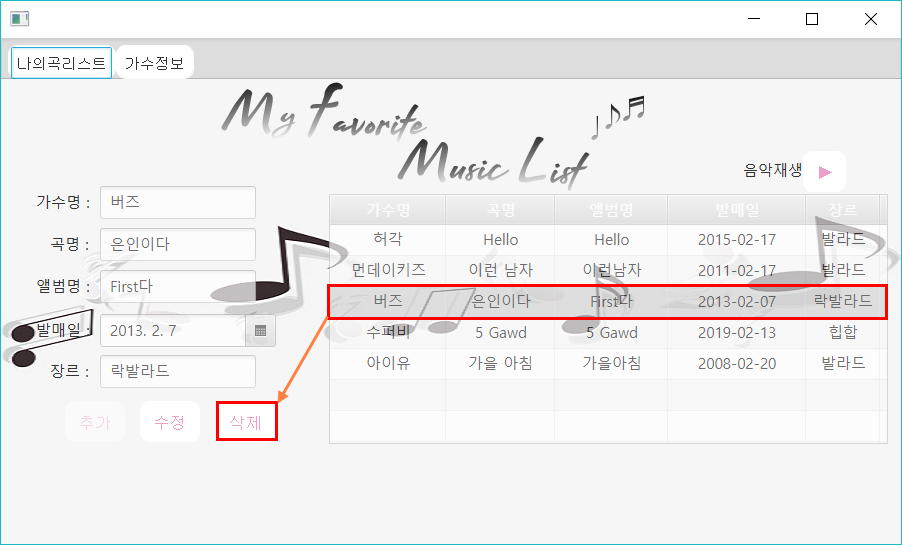 나의곡리스트 가수정보
My Favorite
Music List
음악재생
가수명 : 버즈
곡명 : 은인이다
앨범명 : First다
발매일 : 2013. 2. 7
장르 : 락발라드
추가 수정 삭제
가수명 곡명 앨범명 발매일 장르
허각 Hello Hello 2015-02-17 발라드
먼데이키즈 이런 남자 이런남자 2011-02-17 발라드
버즈 은인이다 First다 2013-02-07 락발라드
수퍼비 5 Gawd 5 Gawd 2019-02-13 힙합
아이유 가을 아침 가을아침 2008-02-20 발라드